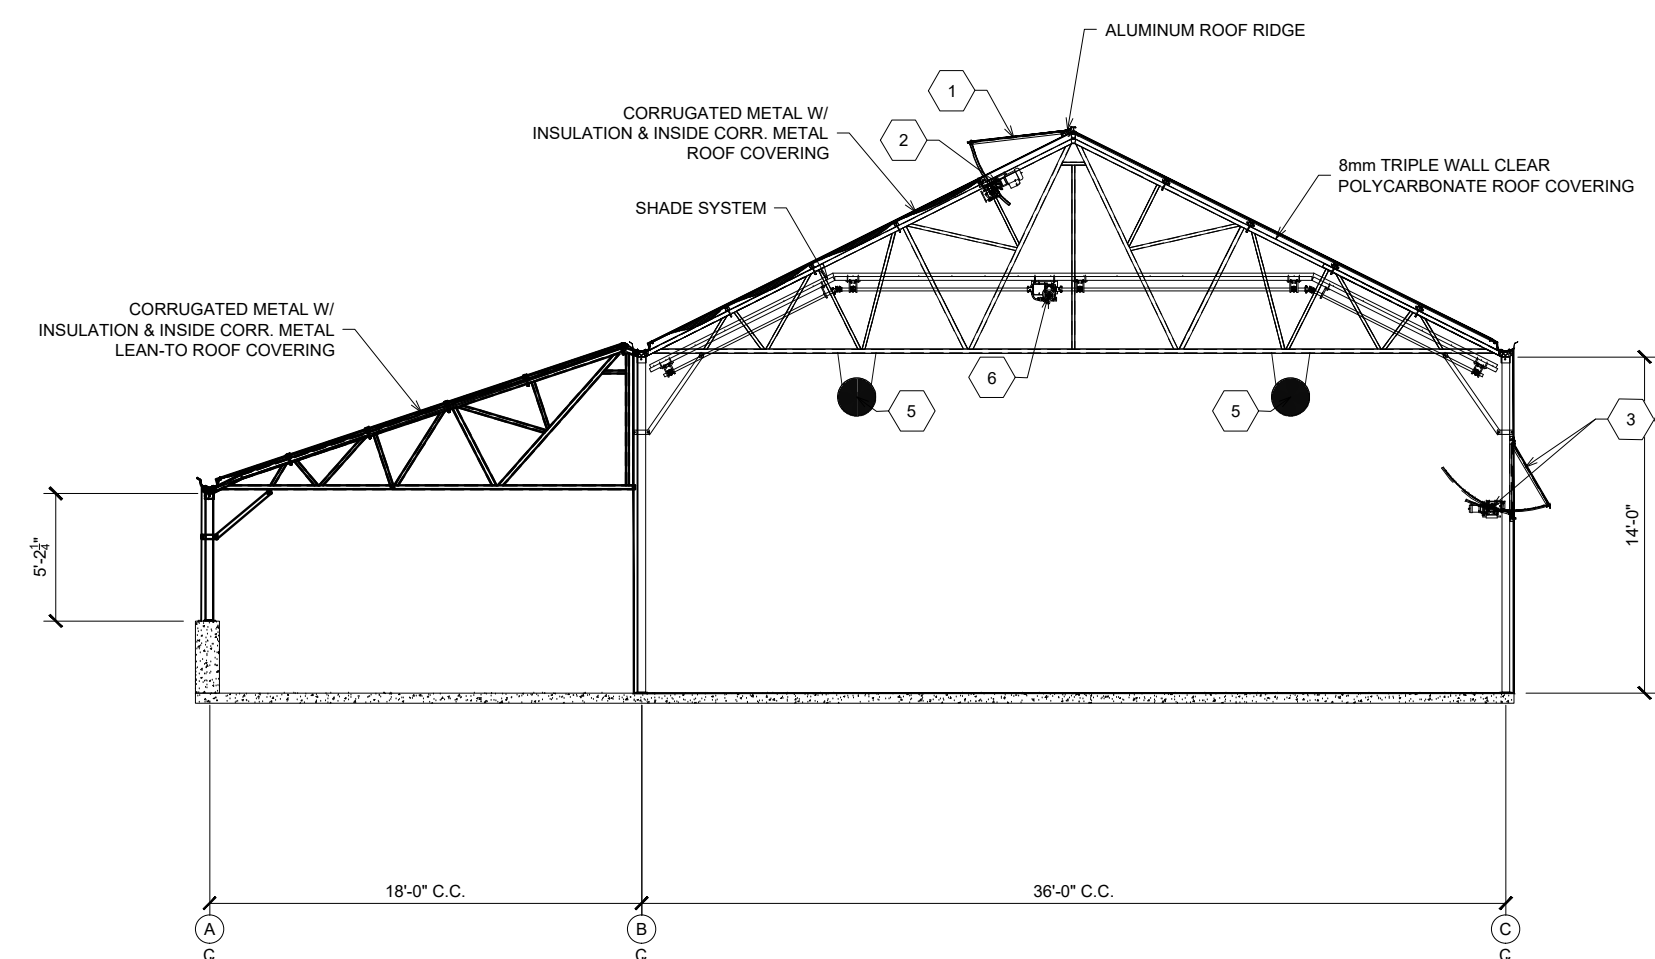 ALUMINUM ROOF RIDGE
1
CORRUGATED METAL W/
INSULATION & INSIDE CORR. METAL
ROOF COVERING
2
8mm TRIPLE WALL CLEAR
POLYCARBONATE ROOF COVERING
SHADE SYSTEM
CORRUGATED METAL W/
INSULATION & INSIDE CORR. METAL
LEAN-TO ROOF COVERING
6
5
5
3
5'-2 1/4"
14'-0"
18'-0" C.C.
36'-0" C.C.
A
B
C